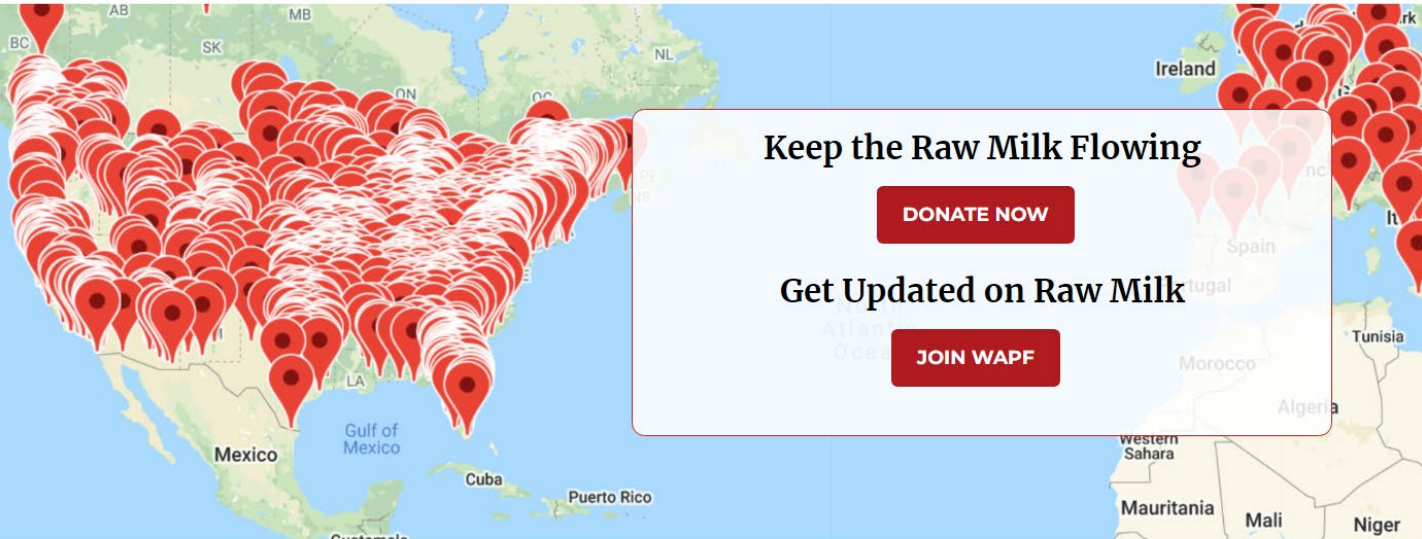 AB
MB
BC
SK
NL
ON
QC
Ireland
Keep the Raw Milk Flowing
DONATE NOW
Spain
Get Updated on Raw Milk
Atlantic
JOIN WAPF
Tunisia
Morocco
LA
Algeria
Gulf of
Mexico
Mexico
Western
Sahara
Cuba
Puerto Rico
Mauritania
Mali
Niger